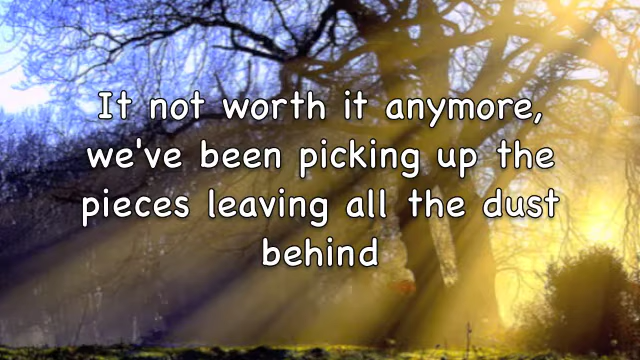 It not worth it anymore,
we've been picking up the
pieces leaving all the dust
behind